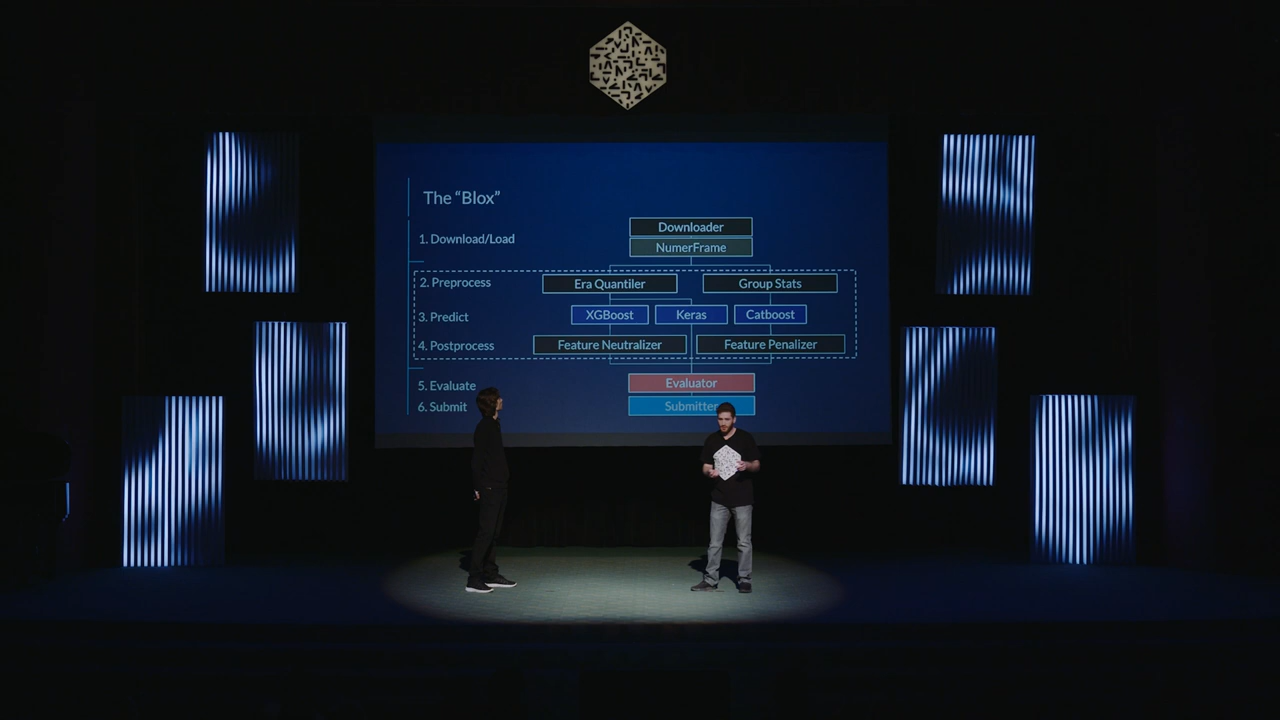 The “Blox”
1. Download/Load
Downloader
NumerFrame
2. Preprocess
Era Quantiler
Group Stats
3. Predict
XGBoost
Keras
Catboost
4. Postprocess
Feature Neutralizer
Feature Penalizer
5. Evaluate
Evaluator
6. Submit
Submitter